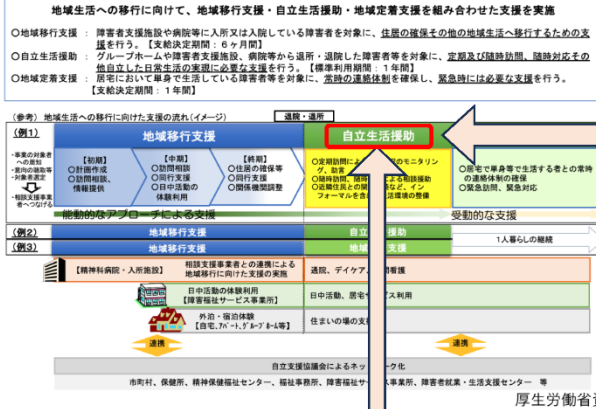 地域生活への移行に向けて、地域移行支援・自立生活援助・地域定着支援を組み合わせた支援を実施
〇地域移行支援 : 障害者支援施設や病院等に入所又は入院している障害者を対象に、住居の確保その他の地域生活へ移行するための支
援を行う。【支給決定期間:6ヶ月間】
〇自立生活援助 : グループホームや障害者支援施設、病院等から退所・退院した障害者等を対象に、定期及び随時訪問、随時対応その
他自立した日常生活の実現に必要な支援を行う。【標準利用期間:1年間】
〇地域定着支援 : 居宅において単身で生活している障害者等を対象に、常時の連絡体制を確保し、緊急時には必要な支援を行う。
【支給決定期間:1年間】
(参考) 地域生活への移行に向けた支援の流れ(イメージ)
退院・退所
(例1)
地域移行支援
自立生活援助
・事業の対象者
への周知
・意向の聴取等
・対象者選定
・相談支援事業
者へつなげる
【初期】
〇計画作成
〇訪問相談、
情報提供
【中期】
〇訪問相談
〇同行支援
〇日中活動の
体験利用
【終期】
〇住居の確保等
〇同行支援
〇関係機関調整
〇定期訪問によ
のモニタリン
グ、助言
〇随時訪問、随時
よる相談援助
〇近隣住民との関
など、イン
フォーマルを含
活環境の整備
〇居宅で単身等で生活する者との常時
の連絡体制の確保
〇緊急訪問、緊急対応
能動的なアプローチによる支援
受動的な支援
(例2)
地域移行支援
自立
援助
1人暮らしの継続
(例3)
地域移行支援
地域
支援
【精神科病院・入所施設】
相談支援事業者との連携による
地域移行に向けた支援の実施
通院、デイケア、
問看護
日中活動の体験利用
【障害福祉サービス事業所】
日中活動、居宅サ
ス利用
外泊・宿泊体験
【自宅、アパート、グループホーム等】
住まいの場の支
連携
連携
自立支援協議会によるネッ
ーク化
市町村、保健所、精神保健福祉センター、福祉事務所、障害福祉サー
ス事業所、障害者就業・生活支援センター 等
厚生労働省